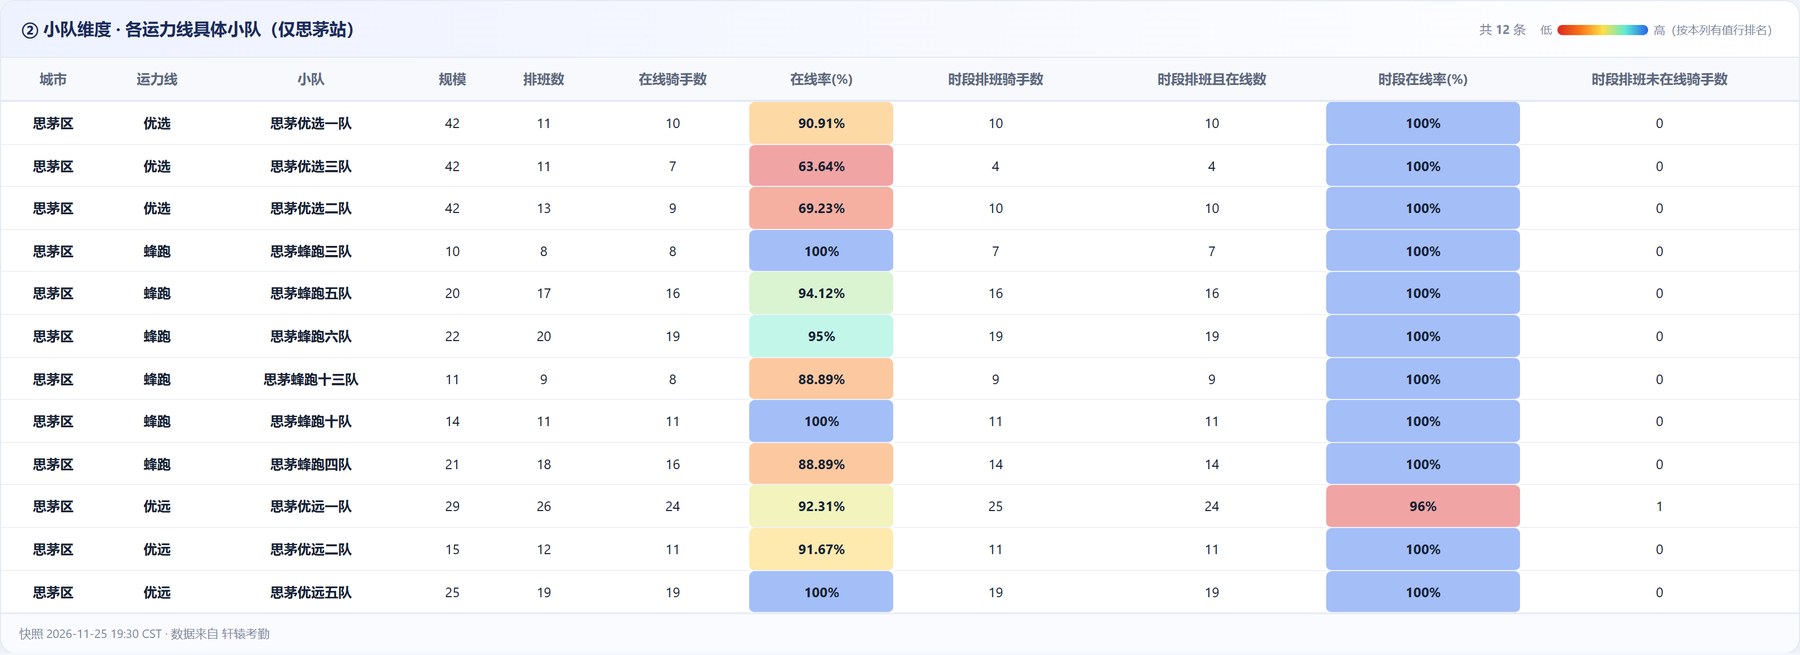 ② 小队维度 · 各运力线具体小队（仅思茅站）
共 12 条 低 高 (按本列有值行排名)
城市 运力线 小队 规模 排班数 在线骑手数 在线率(%) 时段排班骑手数 时段排班且在线数 时段在线率(%) 时段排班未在线骑手数
思茅区 优选 思茅优选一队 42 11 10 90.91% 10 10 100% 0
思茅区 优选 思茅优选三队 42 11 7 63.64% 4 4 100% 0
思茅区 优选 思茅优选二队 42 13 9 69.23% 10 10 100% 0
思茅区 蜂跑 思茅蜂跑三队 10 8 8 100% 7 7 100% 0
思茅区 蜂跑 思茅蜂跑五队 20 17 16 94.12% 16 16 100% 0
思茅区 蜂跑 思茅蜂跑六队 22 20 19 95% 19 19 100% 0
思茅区 蜂跑 思茅蜂跑十三队 11 9 8 88.89% 9 9 100% 0
思茅区 蜂跑 思茅蜂跑十队 14 11 11 100% 11 11 100% 0
思茅区 蜂跑 思茅蜂跑四队 21 18 16 88.89% 14 14 100% 0
思茅区 优远 思茅优远一队 29 26 24 92.31% 25 24 96% 1
思茅区 优远 思茅优远二队 15 12 11 91.67% 11 11 100% 0
思茅区 优远 思茅优远五队 25 19 19 100% 19 19 100% 0
快照 2026-11-25 19:30 CST · 数据来自 轩辕考勤